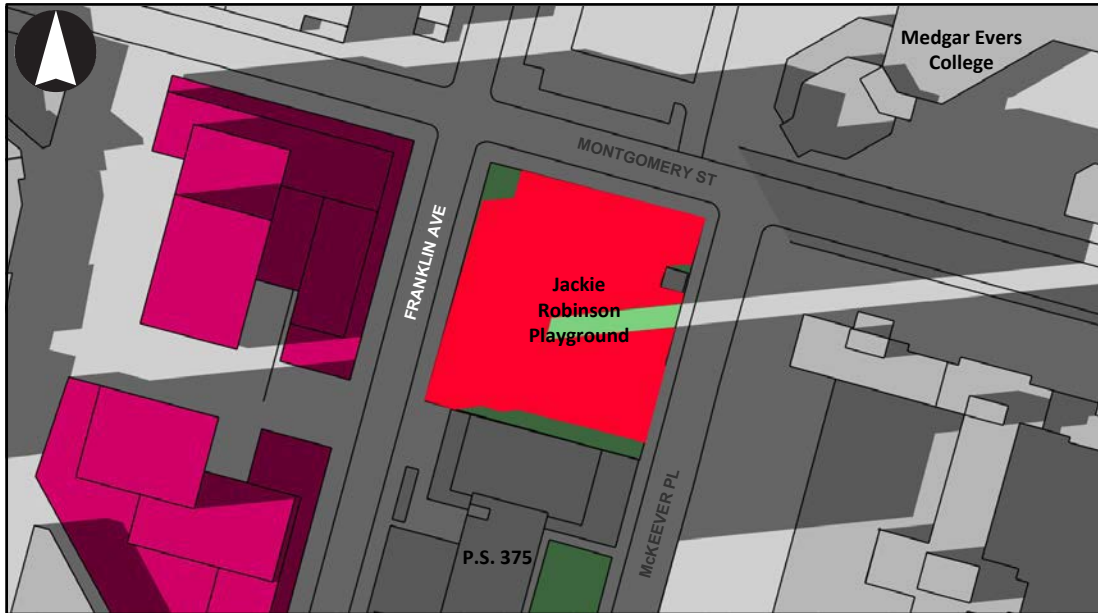 Medgar Evers
College
MONTGOMERY ST
FRANKLIN AVE
Jackie
Robinson
Playground
McKEEVER PL
P.S. 375